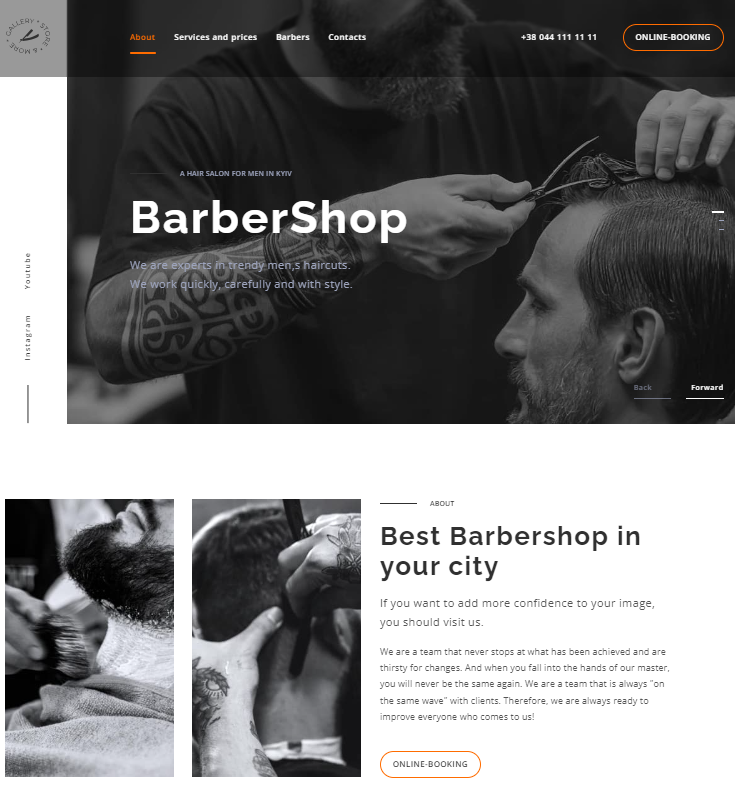 GALLERY * STORE * & MORE *
About
Services and prices
Barbers
Contacts
+38 044 111 11 11
ONLINE-BOOKING
A HAIR SALON FOR MEN IN KYIV
BarberShop
We are experts in trendy men,s haircuts.
We work quickly, carefully and with style.
Youtube
Instagram
Back
Forward
ABOUT
Best Barbershop in
your city
If you want to add more confidence to your image,
you should visit us.
We are a team that never stops at what has been achieved and are
thirsty for changes. And when you fall into the hands of our master,
you will never be the same again. We are a team that is always "on
the same wave" with clients. Therefore, we are always ready to
improve everyone who comes to us!
ONLINE-BOOKING